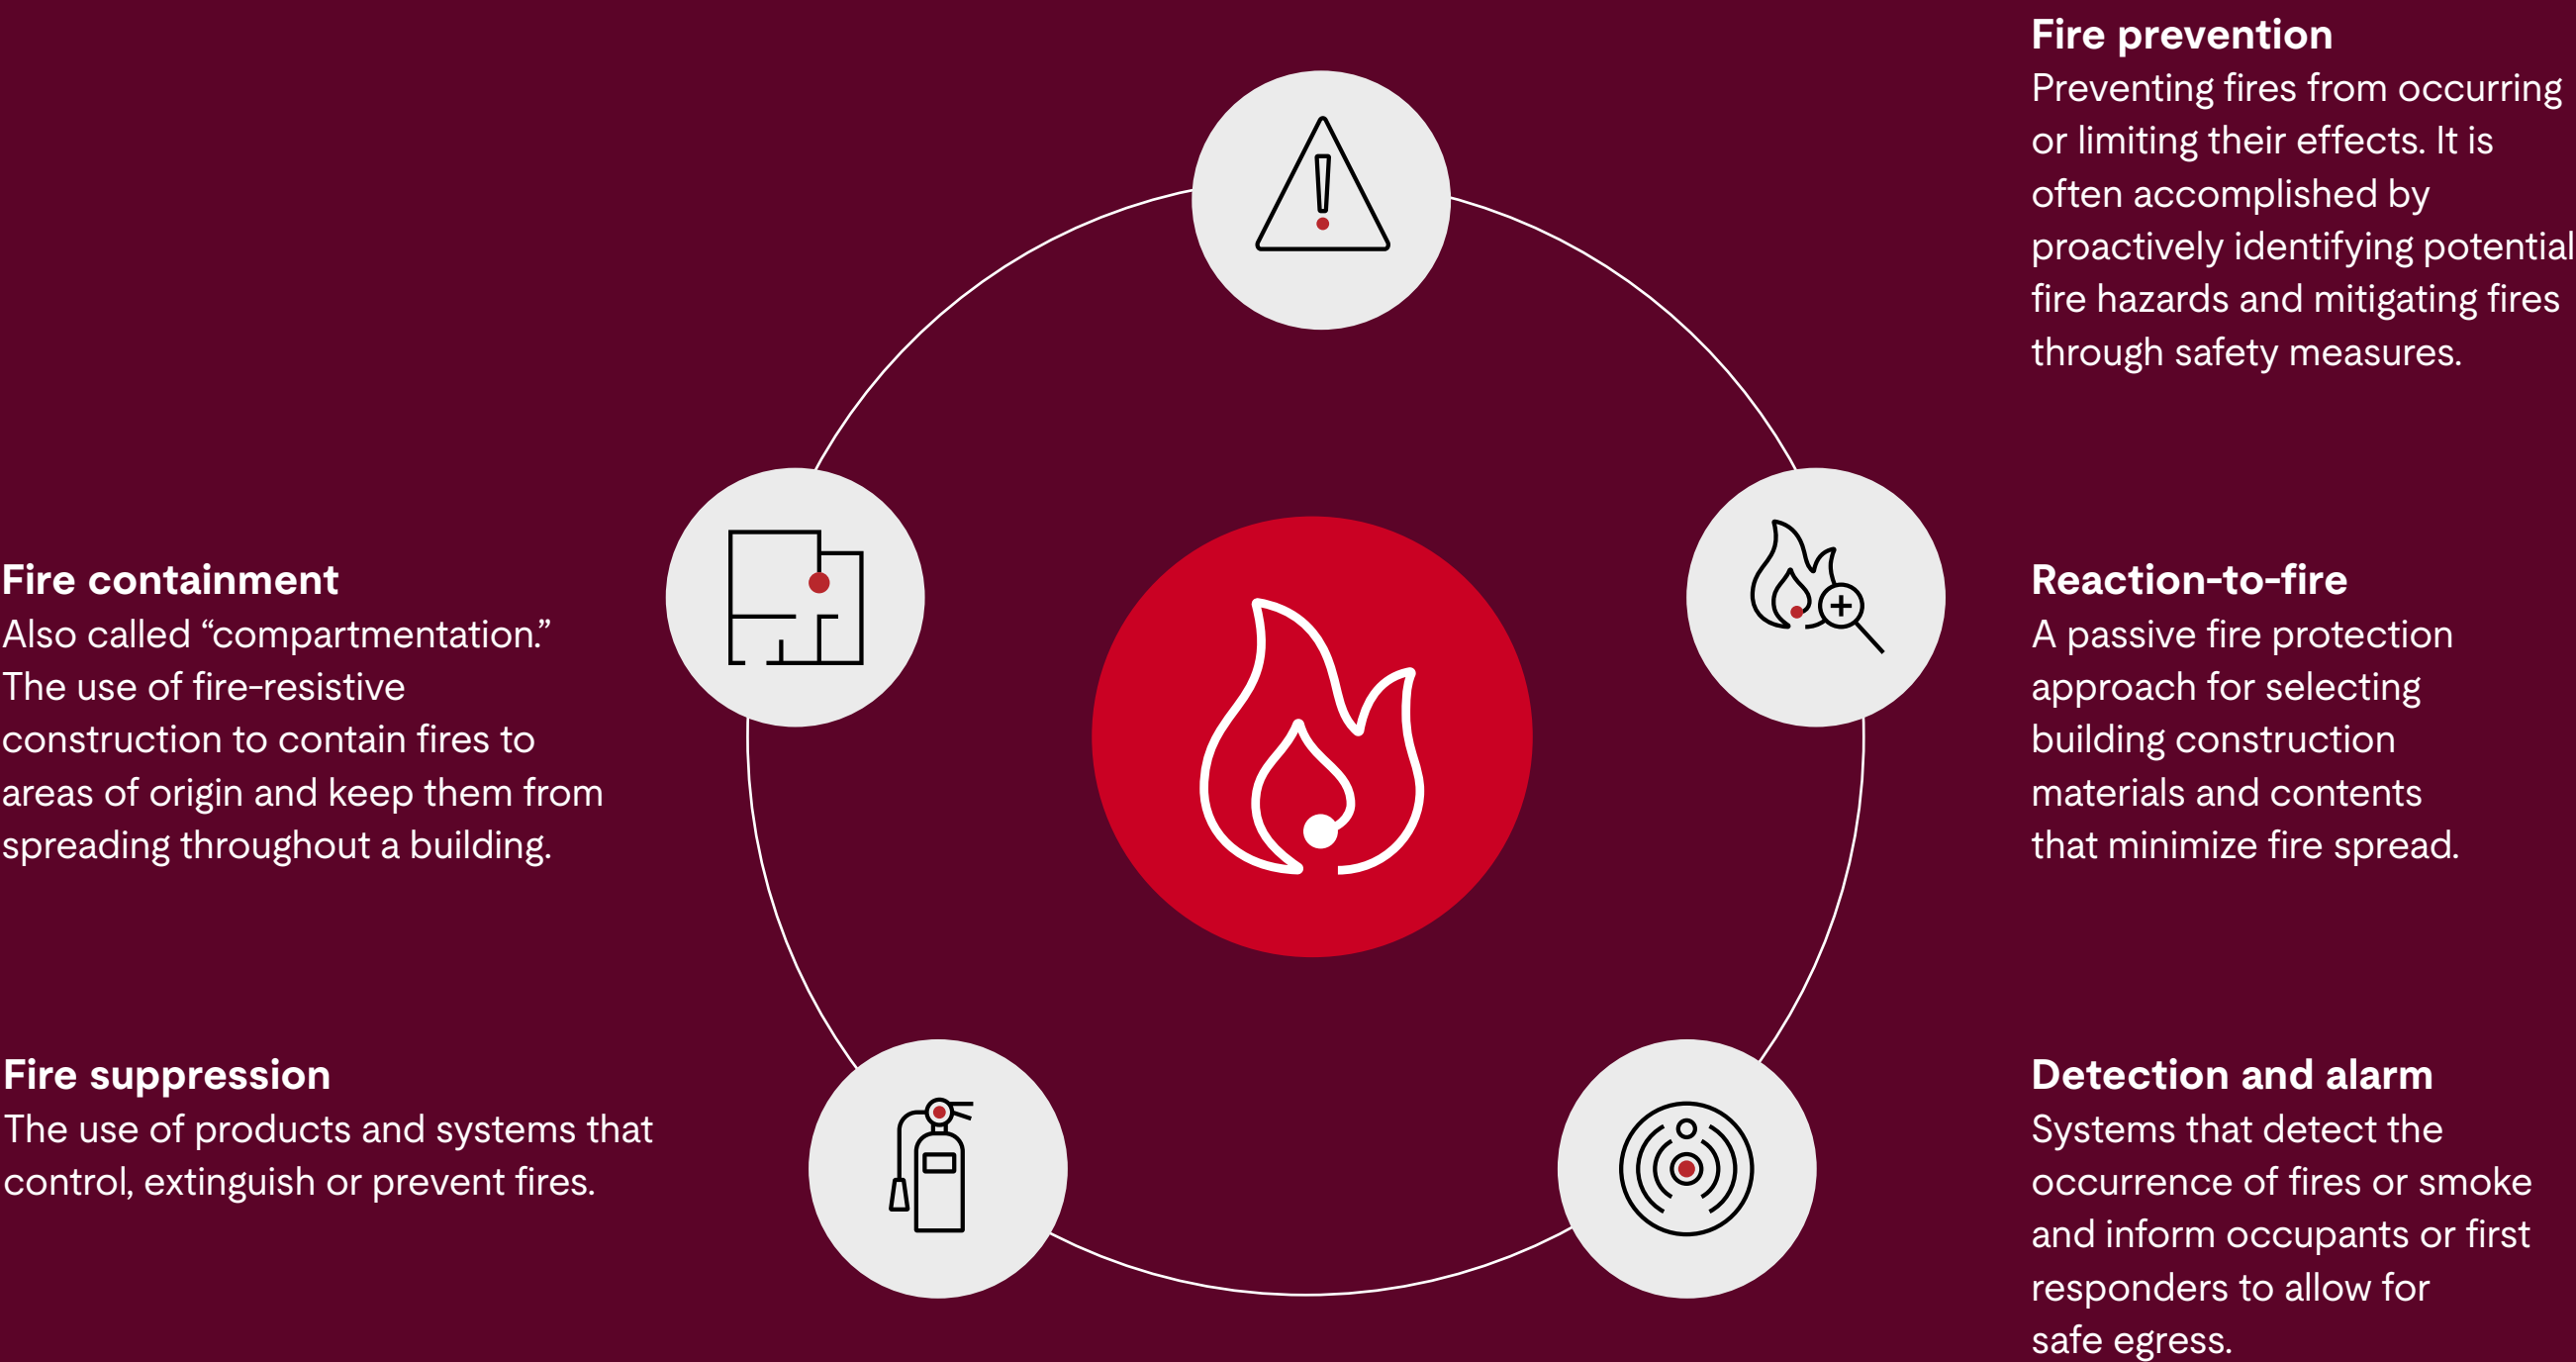 Fire prevention
Preventing fires from occurring
or limiting their effects. It is
often accomplished by
proactively identifying potential
fire hazards and mitigating fires
through safety measures.
Fire containment
Also called “compartmentation.”
The use of fire-resistive
construction to contain fires to
areas of origin and keep them from
spreading throughout a building.
Reaction-to-fire
A passive fire protection
approach for selecting
building construction
materials and contents
that minimize fire spread.
Fire suppression
The use of products and systems that
control, extinguish or prevent fires.
Detection and alarm
Systems that detect the
occurrence of fires or smoke
and inform occupants or first
responders to allow for
safe egress.